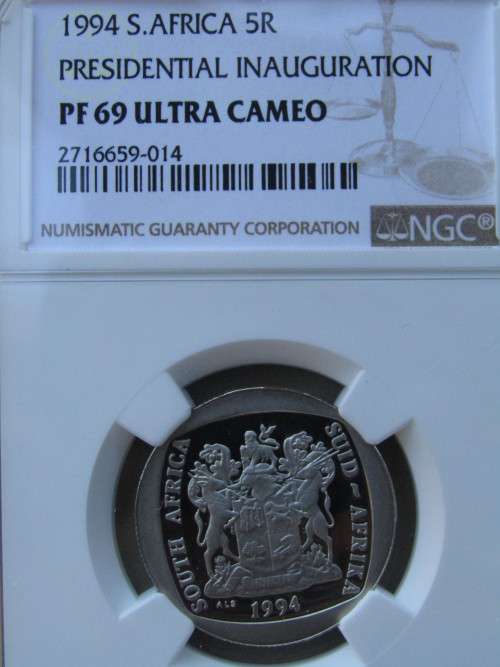 1994 S.AFRICA 5R
PRESIDENTIAL INAUGURATION
PF 69 ULTRA CAMEO
2716659-014
NUMISMATIC GUARANTY CORPORATION
NGC®
SOUTH AFRICA
SUID-AFRIKA
ALS
1994